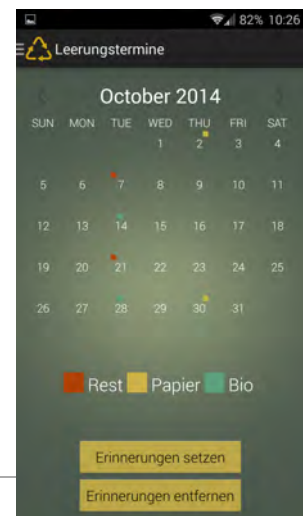 82% 10:26
Leerungstermine
October 2014
SUN MON TUE WED THU FRI SAT
1 2 3 4
5 6 7 8 9 10 11
12 13 14 15 16 17 18
19 20 21 22 23 24 25
26 27 28 29 30 31
Rest Papier Bio
Erinnerungen setzen
Erinnerungen entfernen